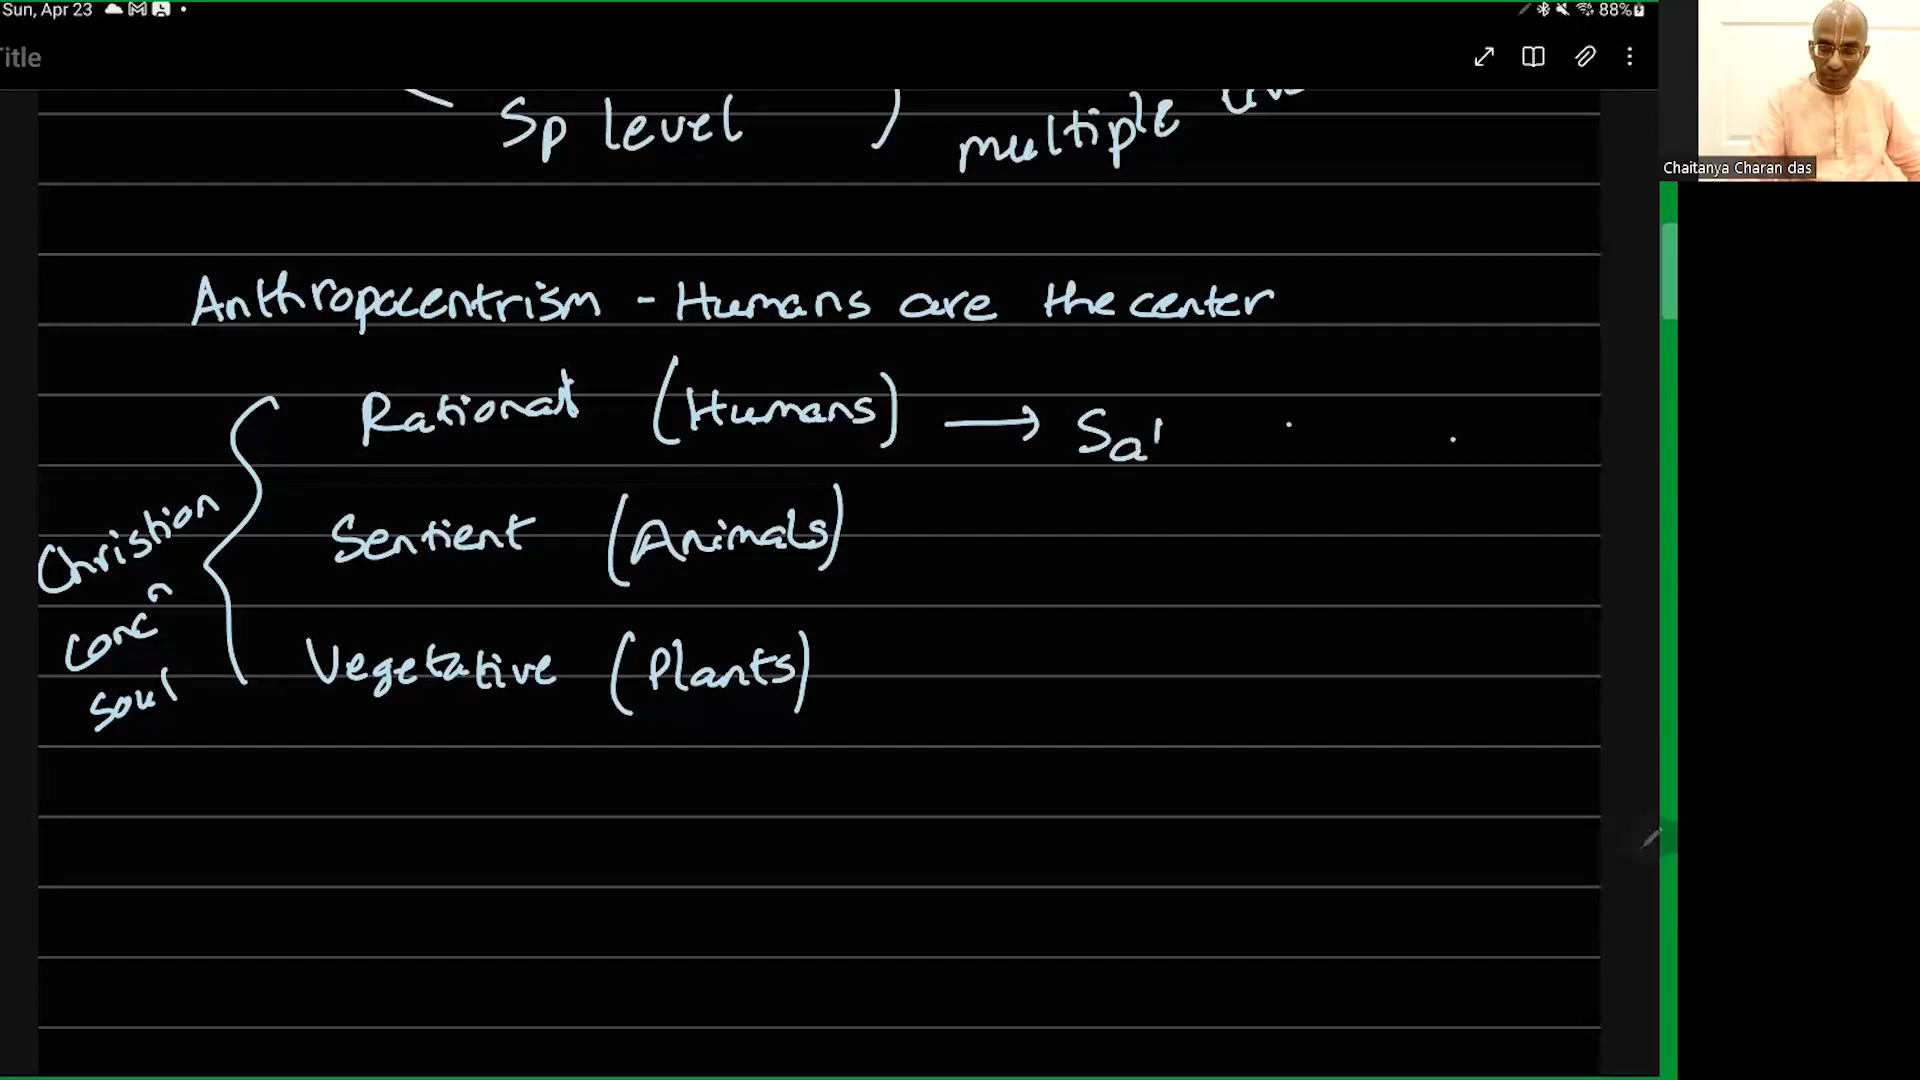 Sun, Apr 23
88%
Title
Sp level ) multiple
Anthropocentrism - Humans are the center
Rational (Humans) → Sa'
Sentient (Animals)
Vegetative (Plants)
Christian
concn
soul
Chaitanya Charan das